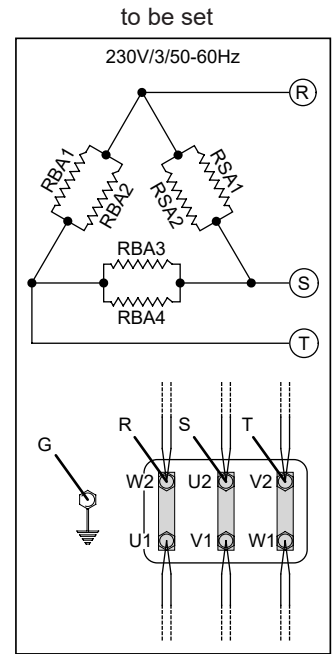 to be set
230V/3/50-60Hz
R
RBA1
RBA2
RSA1
RSA2
RBA3
RBA4
S
T
G
R S T
W2 U2 V2
U1 V1 W1